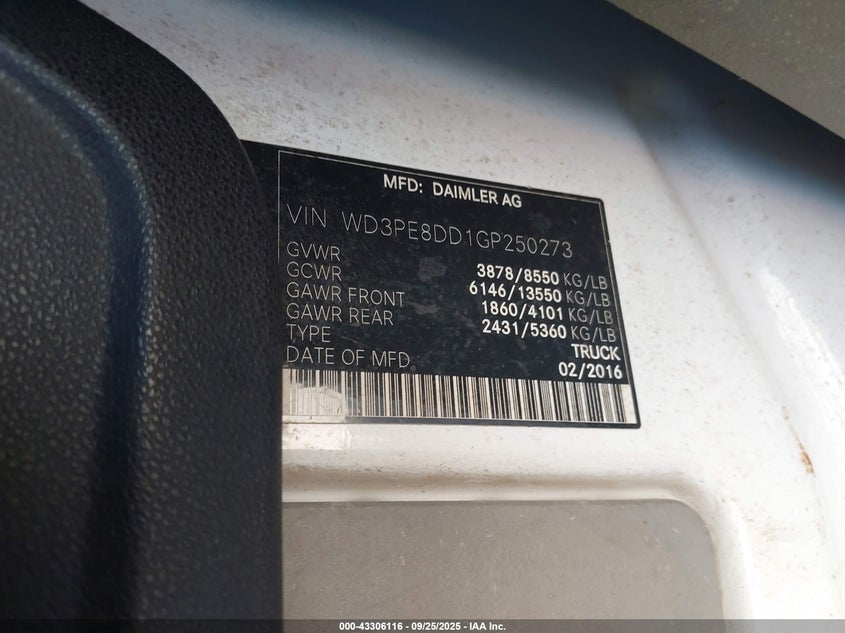 MFD: DAIMLER AG
VIN WD3PE8DD1GP250273
GVWR 3878/8550 KG/LB
GCWR 6146/13550 KG/LB
GAWR FRONT 1860/4101 KG/LB
GAWR REAR 2431/5360 KG/LB
TYPE TRUCK
DATE OF MFD 02/2016
000-43306116 - 09/25/2025 - IAA Inc.